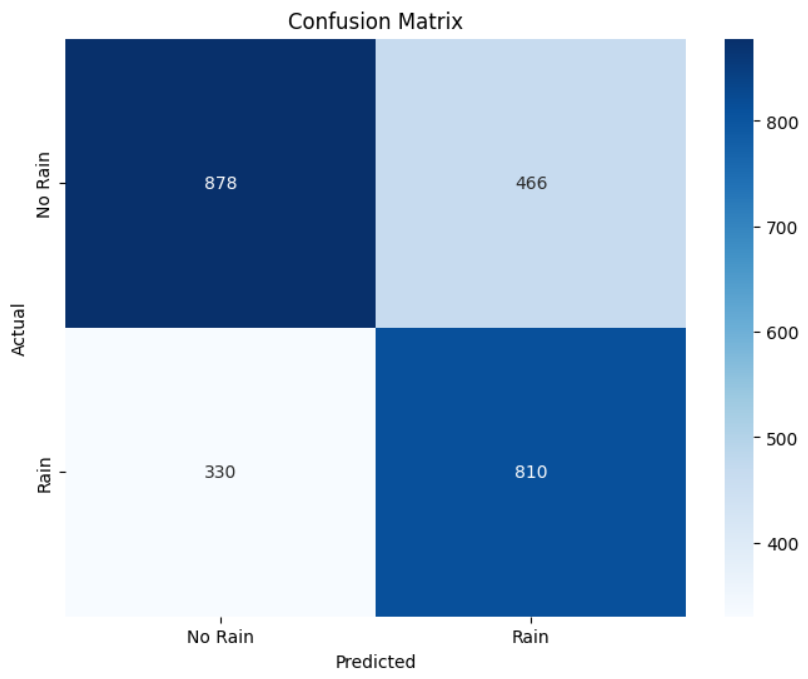 Confusion Matrix
No Rain
878
466
Rain
330
810
Actual
No Rain
Rain
Predicted
800
700
600
500
400